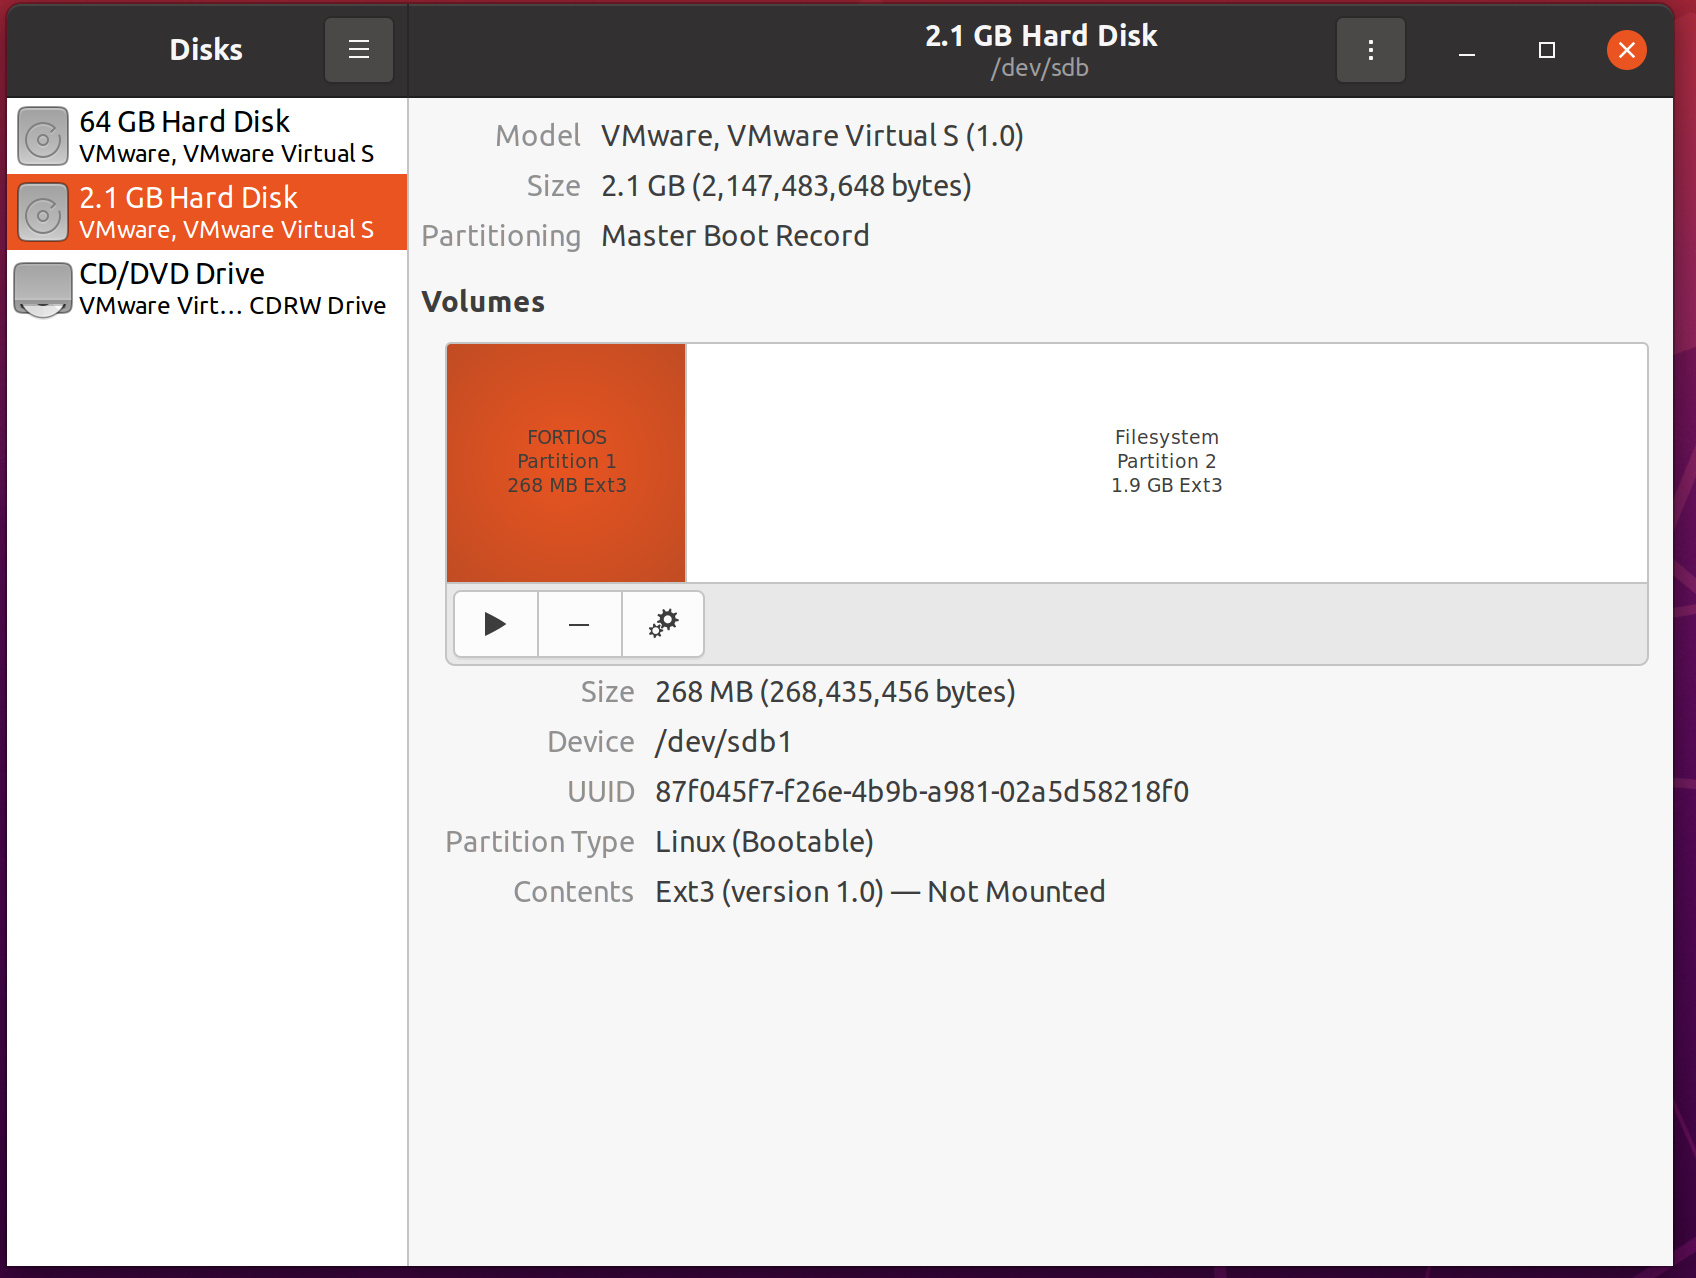 Disks
2.1 GB Hard Disk
/dev/sdb
64 GB Hard Disk
VMware, VMware Virtual S
2.1 GB Hard Disk
VMware, VMware Virtual S
CD/DVD Drive
VMware Virt… CDRW Drive
Model VMware, VMware Virtual S (1.0)
Size 2.1 GB (2,147,483,648 bytes)
Partitioning Master Boot Record
Volumes
FORTIOS
Partition 1
268 MB Ext3
Filesystem
Partition 2
1.9 GB Ext3
Size 268 MB (268,435,456 bytes)
Device /dev/sdb1
UUID 87f045f7-f26e-4b9b-a981-02a5d58218f0
Partition Type Linux (Bootable)
Contents Ext3 (version 1.0) — Not Mounted